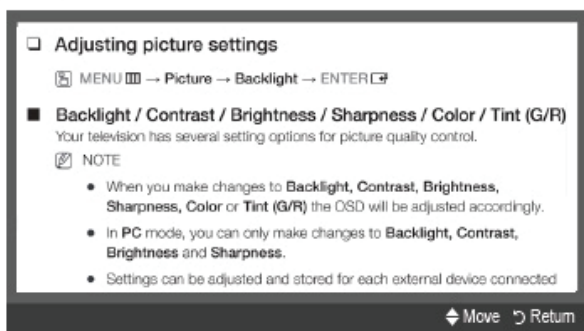 Adjusting picture settings
MENU → Picture → Backlight → ENTER
Backlight / Contrast / Brightness / Sharpness / Color / Tint (G/R)
Your television has several setting options for picture quality control.
NOTE
When you make changes to Backlight, Contrast, Brightness,
Sharpness, Color or Tint (G/R) the OSD will be adjusted accordingly.
In PC mode, you can only make changes to Backlight, Contrast,
Brightness and Sharpness.
Settings can be adjusted and stored for each external device connected
Move Return